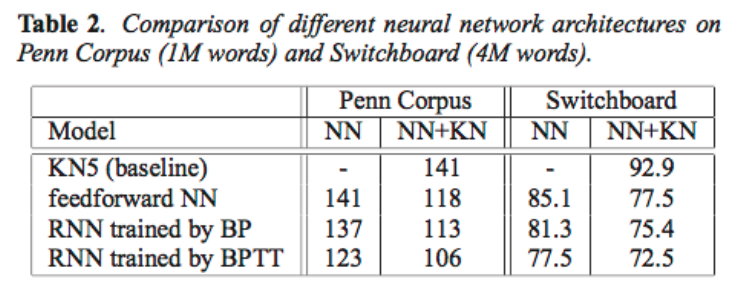 Table 2. Comparison of different neural network architectures on
Penn Corpus (1M words) and Switchboard (4M words).
Penn Corpus Switchboard
Model NN NN+KN NN NN+KN
KN5 (baseline) - 141 - 92.9
feedforward NN 141 118 85.1 77.5
RNN trained by BP 137 113 81.3 75.4
RNN trained by BPTT 123 106 77.5 72.5